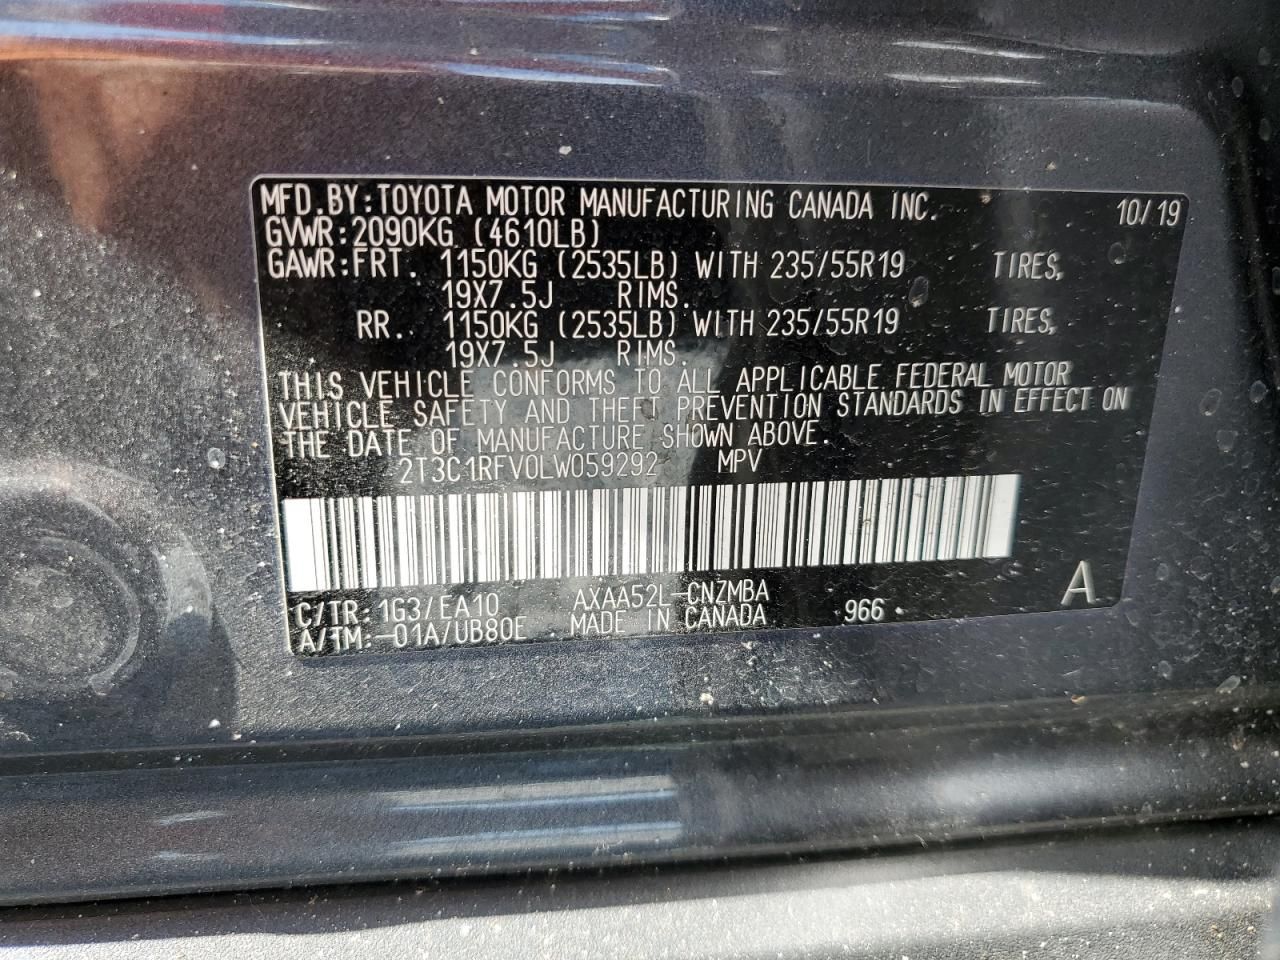 MFD.BY:TOYOTA MOTOR MANUFACTURING CANADA INC. 10/19
GVWR:2090KG (4610LB)
GAWR:FRT. 1150KG (2535LB) WITH 235/55R19 TIRES,
19X7.5J RIMS.
RR. 1150KG (2535LB) WITH 235/55R19 TIRES,
19X7.5J RIMS.
THIS VEHICLE CONFORMS TO ALL APPLICABLE FEDERAL MOTOR
VEHICLE SAFETY AND THEFT PREVENTION STANDARDS IN EFFECT ON
THE DATE OF MANUFACTURE SHOWN ABOVE.
2T3C1RFV0LW059292 MPV
C/TR: 1G3/EA10 AXAA52L-CNZMBA A
A/TM:-01A/UB80E MADE IN CANADA 966